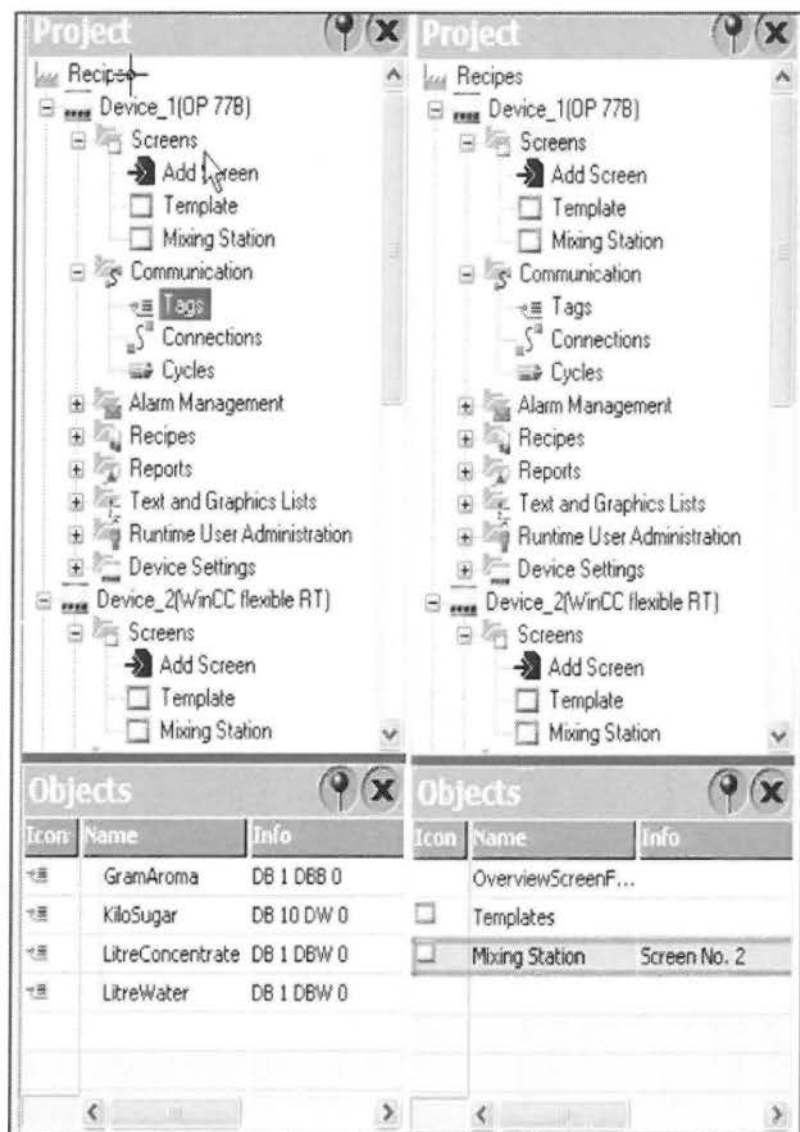 Project
Recipes
Device_1(OP 77B)
Screens
Add Screen
Template
Mixing Station
Communication
Tags
Connections
Cycles
Alarm Management
Recipes
Reports
Text and Graphics Lists
Runtime User Administration
Device Settings
Device_2(WinCC flexible RT)
Screens
Add Screen
Template
Mixing Station
Objects
Icon Name Info
GramAroma DB 1 DBB 0
KiloSugar DB 10 DW 0
LitreConcentrate DB 1 DBW 0
LitreWater DB 1 DBW 0
Project
Recipes
Device_1(OP 77B)
Screens
Add Screen
Template
Mixing Station
Communication
Tags
Connections
Cycles
Alarm Management
Recipes
Reports
Text and Graphics Lists
Runtime User Administration
Device Settings
Device_2(WinCC flexible RT)
Screens
Add Screen
Template
Mixing Station
Objects
Icon Name Info
OverviewScreenF...
Templates
Mixing Station Screen No. 2